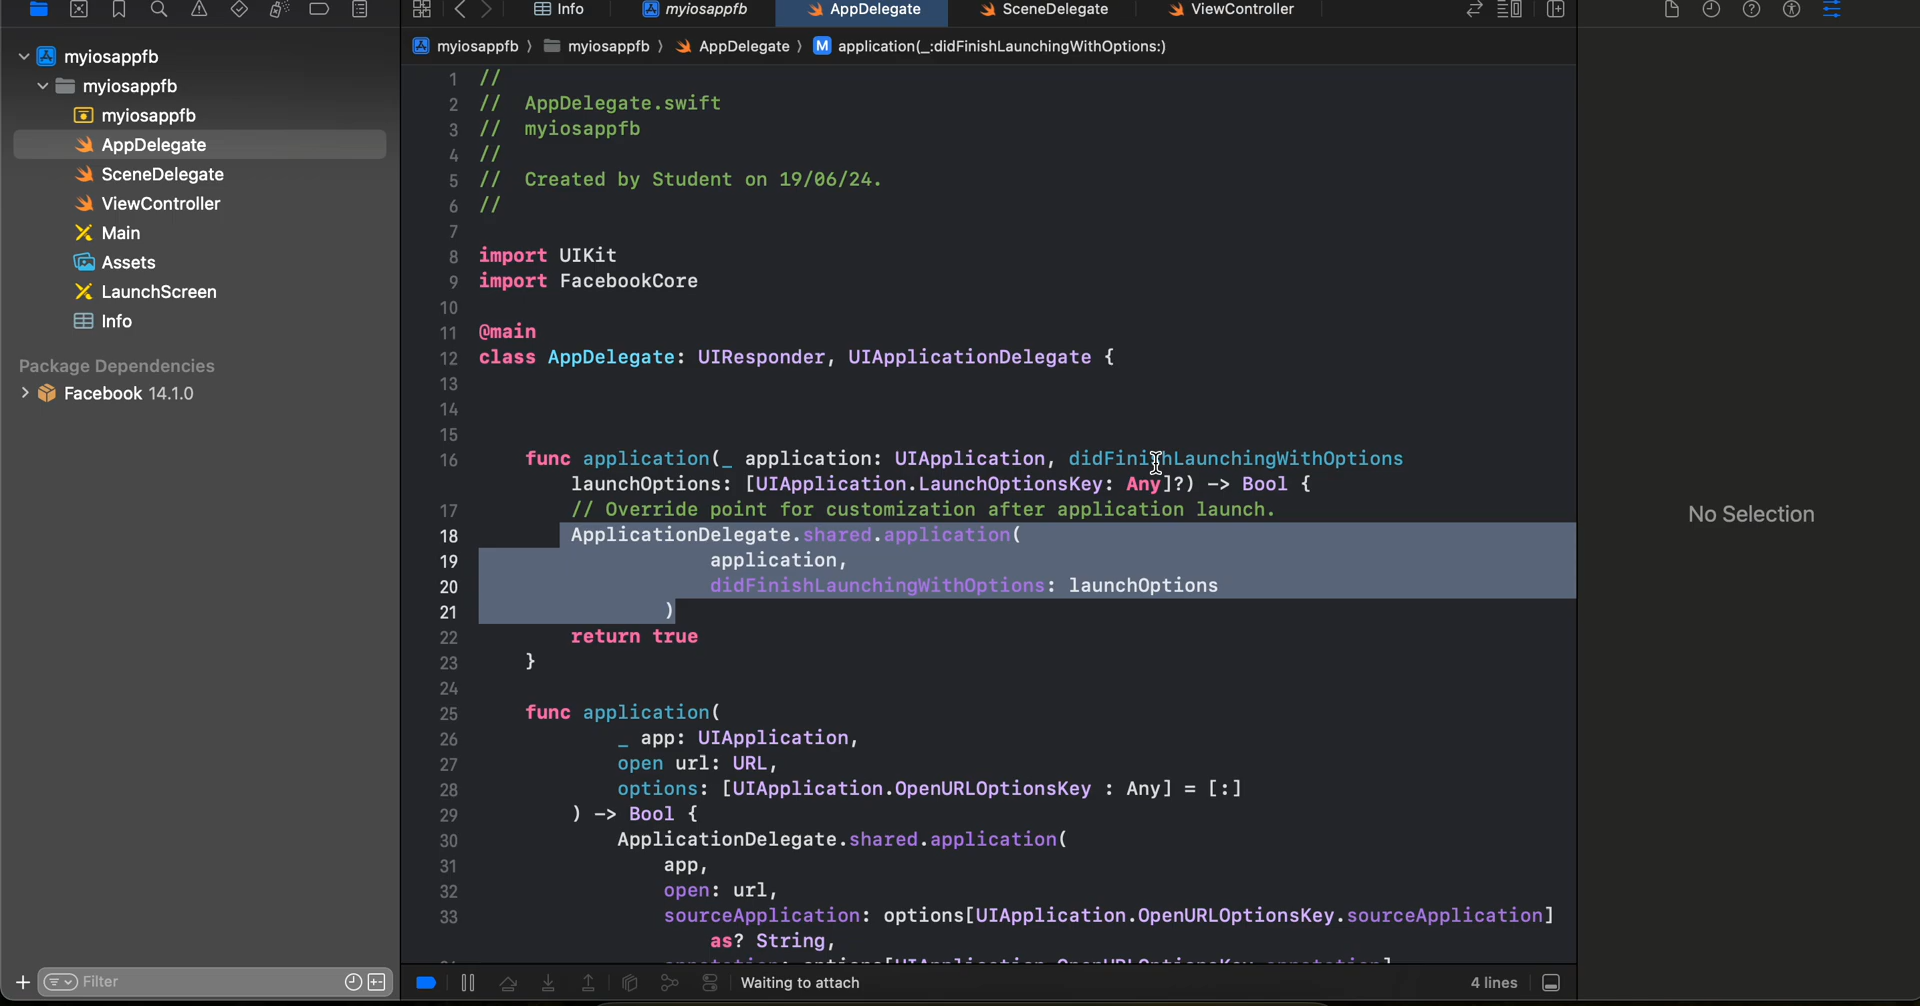 Info
myiosappfb
AppDelegate
SceneDelegate
ViewController
myiosappfb
myiosappfb
myiosappfb
AppDelegate
SceneDelegate
ViewController
Main
Assets
LaunchScreen
Info
Package Dependencies
Facebook 14.1.0
Filter
myiosappfb 〉 myiosappfb 〉 AppDelegate 〉 M application(_:didFinishLaunchingWithOptions:)
1 //
2 // AppDelegate.swift
3 // myiosappfb
4 //
5 // Created by Student on 19/06/24.
6 //
7
8 import UIKit
9 import FacebookCore
10
11 @main
12 class AppDelegate: UIResponder, UIApplicationDelegate {
13
14
15
16 func application(_ application: UIApplication, didFinishLaunchingWithOptions
launchOptions: [UIApplication.LaunchOptionsKey: Any]?) -> Bool {
17 // Override point for customization after application launch.
18 ApplicationDelegate.shared.application(
19 application,
20 didFinishLaunchingWithOptions: launchOptions
21 )
22 return true
23 }
24
25 func application(
26 _ app: UIApplication,
27 open url: URL,
28 options: [UIApplication.OpenURLOptionsKey : Any] = [:]
29 ) -> Bool {
30 ApplicationDelegate.shared.application(
31 app,
32 open: url,
33 sourceApplication: options[UIApplication.OpenURLOptionsKey.sourceApplication]
as? String,
Waiting to attach
4 lines
No Selection